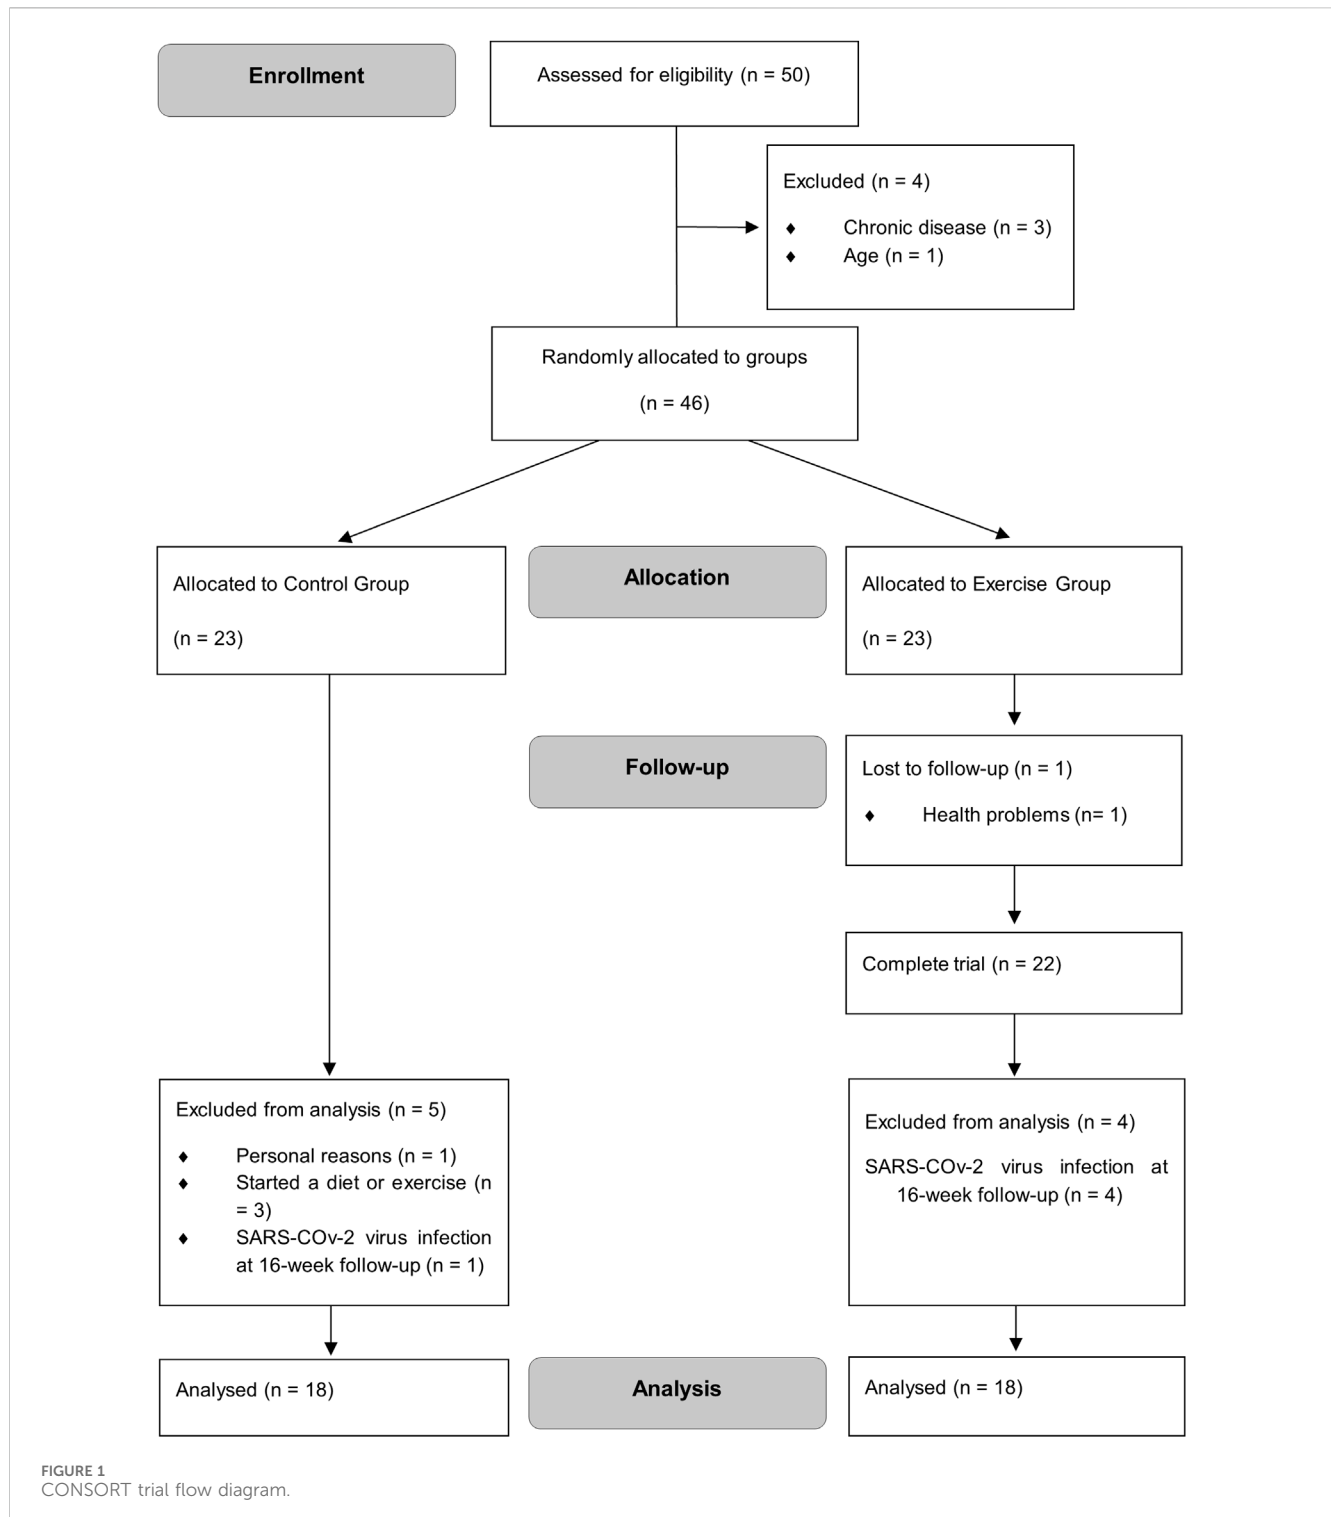 Enrollment
Assessed for eligibility (n = 50)
Excluded (n = 4)
♦ Chronic disease (n = 3)
♦ Age (n = 1)
Randomly allocated to groups
(n = 46)
Allocated to Control Group
(n = 23)
Allocation
Allocated to Exercise Group
(n = 23)
Follow-up
Lost to follow-up (n = 1)
♦ Health problems (n= 1)
Complete trial (n = 22)
Excluded from analysis (n = 5)
♦ Personal reasons (n = 1)
♦ Started a diet or exercise (n
= 3)
♦ SARS-COv-2 virus infection
at 16-week follow-up (n = 1)
Excluded from analysis (n = 4)
SARS-COv-2 virus infection at
16-week follow-up (n = 4)
Analysed (n = 18)
Analysis
Analysed (n = 18)
FIGURE 1
CONSORT trial flow diagram.